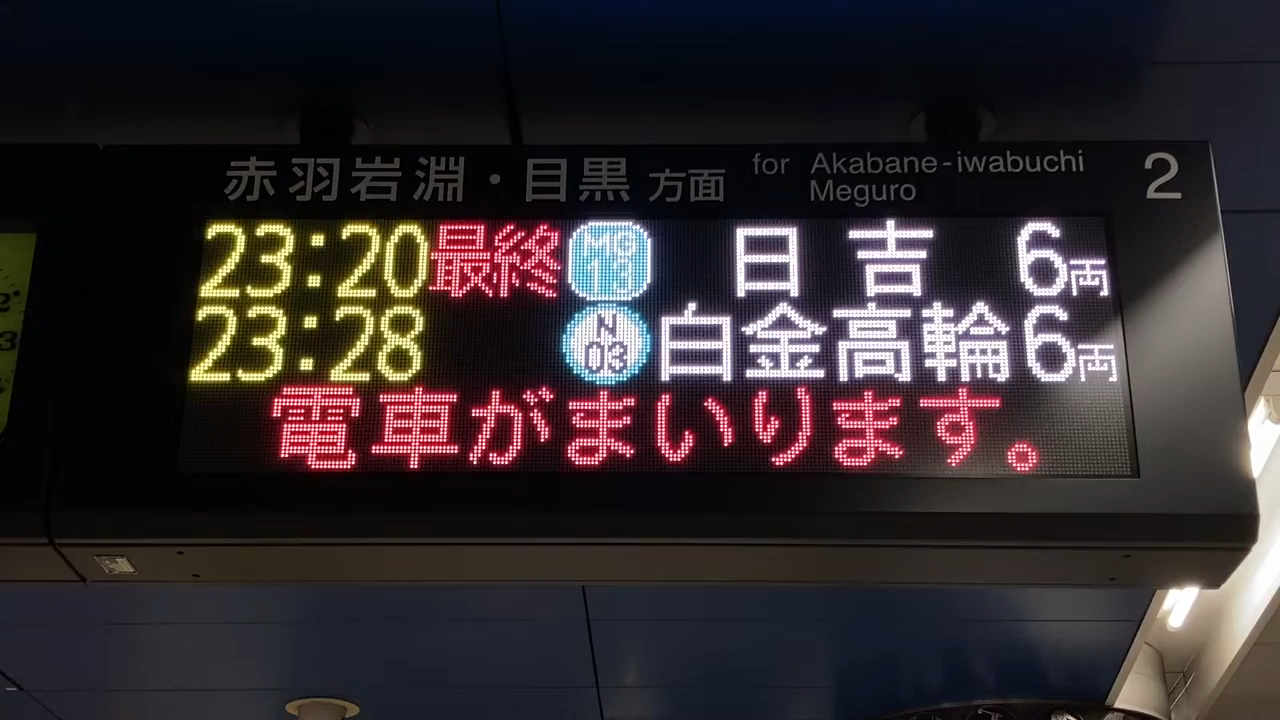 赤羽岩淵・目黒 方面 for Akabane-iwabuchi Meguro 2
23:20 最終 MG 13 日吉 6両
23:28 N 03 白金高輪 6両
電車がまいります。